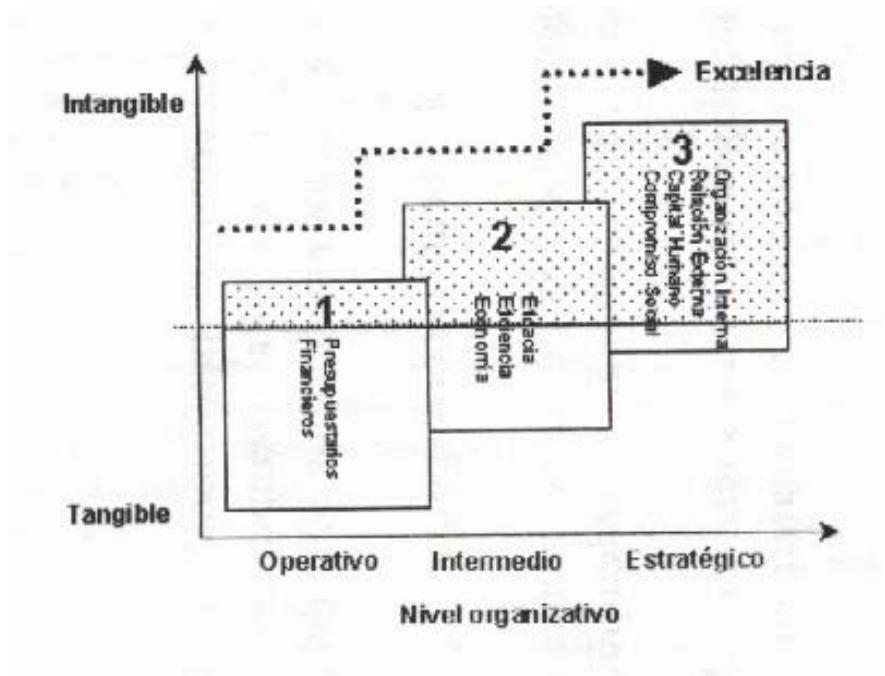 Excelencia
Intangible
3
Organización Interna
Relación Externa
Capital Humano
Compromiso Social
2
Eficacia
Eficiencia
Economía
1
Presupuestarios
Financieros
Tangible
Operativo
Intermedio
Estratégico
Nivel organizativo